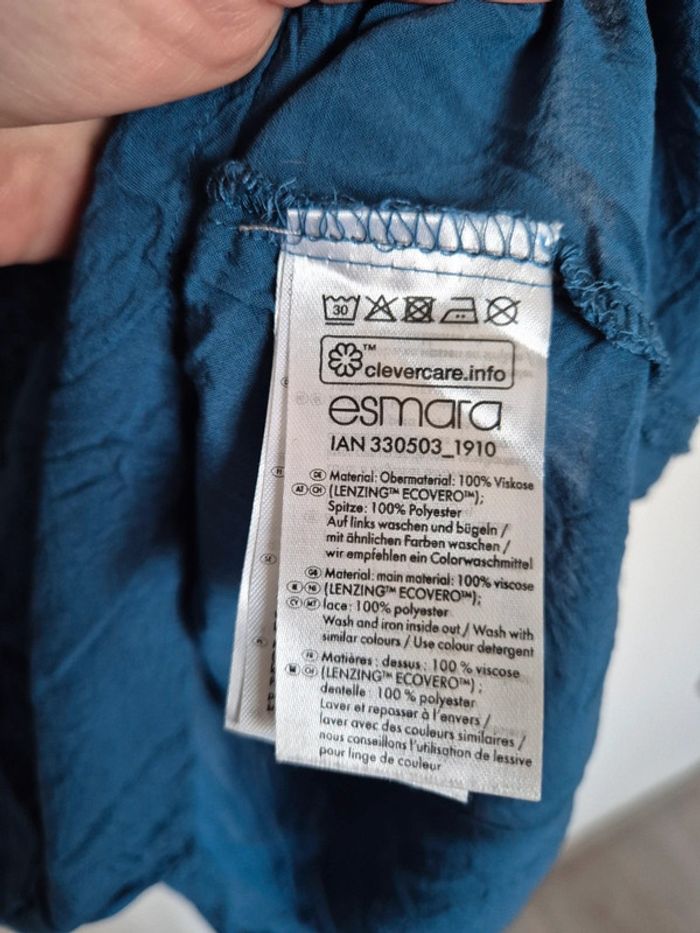 30
™
clevercare.info
esmara
IAN 330503_1910
DE Material: Obermaterial: 100% Viskose
AT CH (LENZING™ ECOVERO™);
Spitze: 100% Polyester
Auf links waschen und bügeln /
mit ähnlichen Farben waschen /
wir empfehlen ein Colorwaschmittel
GB Material: main material: 100% viscose
IE NI (LENZING™ ECOVERO™);
CY MT lace: 100% polyester
Wash and iron inside out / Wash with
similar colours / Use colour detergent
FR Matières : dessus : 100 % viscose
BE CH (LENZING™ ECOVERO™) ;
dentelle : 100 % polyester
Laver et repasser à l'envers /
laver avec des couleurs similaires /
nous conseillons l'utilisation de lessive
pour linge de couleur